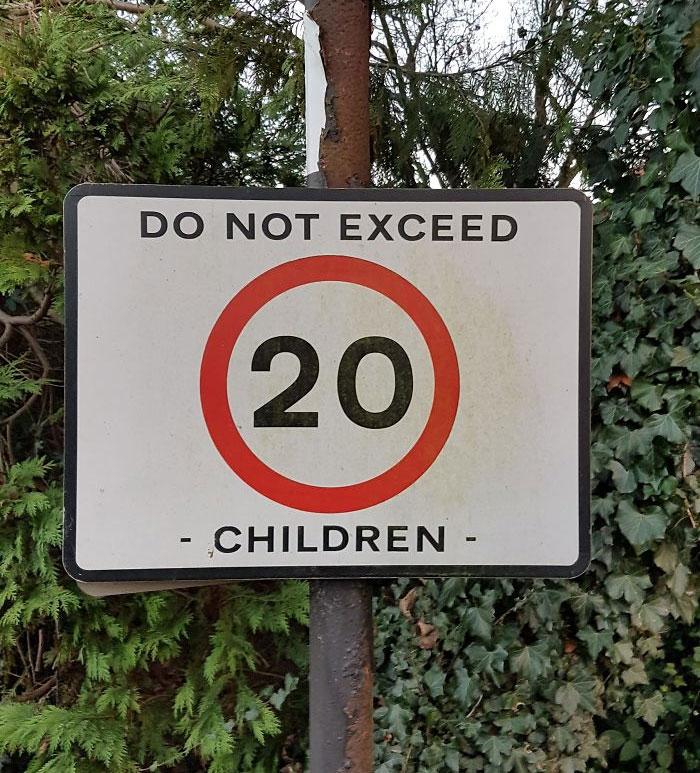 DO NOT EXCEED
20
- CHILDREN -